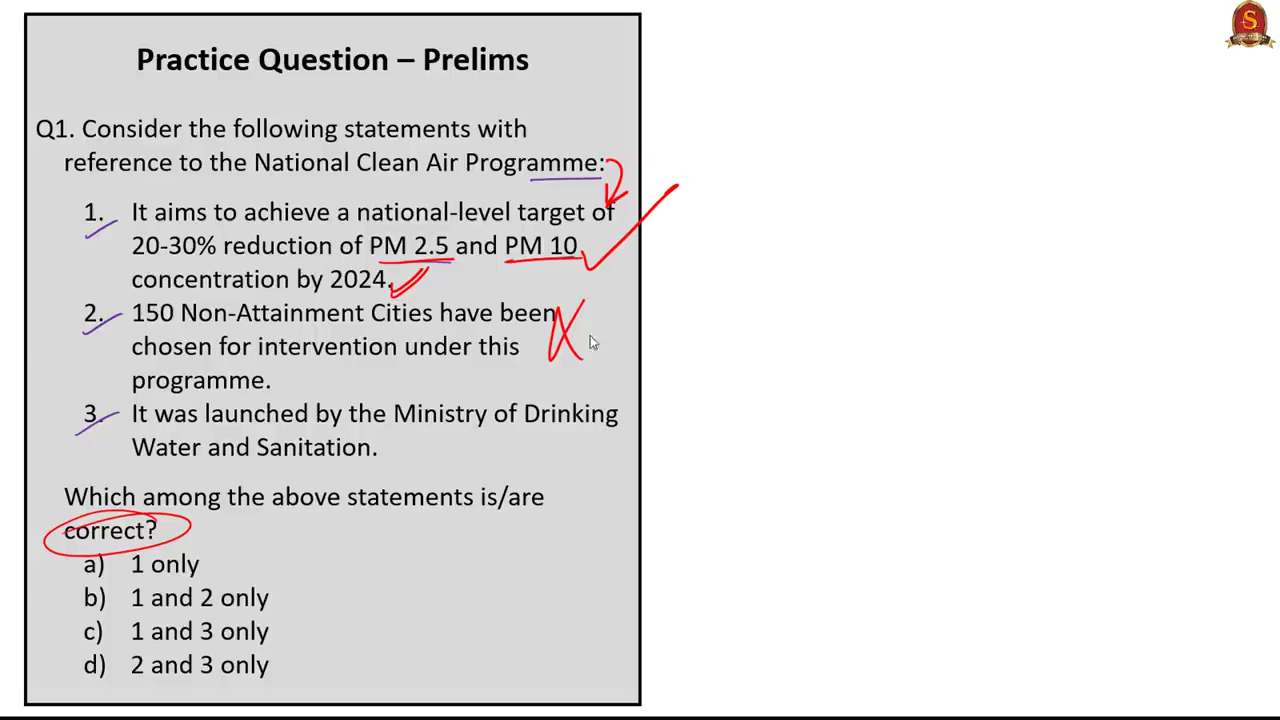 S
Practice Question – Prelims
Q1. Consider the following statements with
reference to the National Clean Air Programme:
1. It aims to achieve a national-level target of
20-30% reduction of PM 2.5 and PM 10
concentration by 2024.
2. 150 Non-Attainment Cities have been
chosen for intervention under this
programme.
3. It was launched by the Ministry of Drinking
Water and Sanitation.
Which among the above statements is/are
correct?
a) 1 only
b) 1 and 2 only
c) 1 and 3 only
d) 2 and 3 only